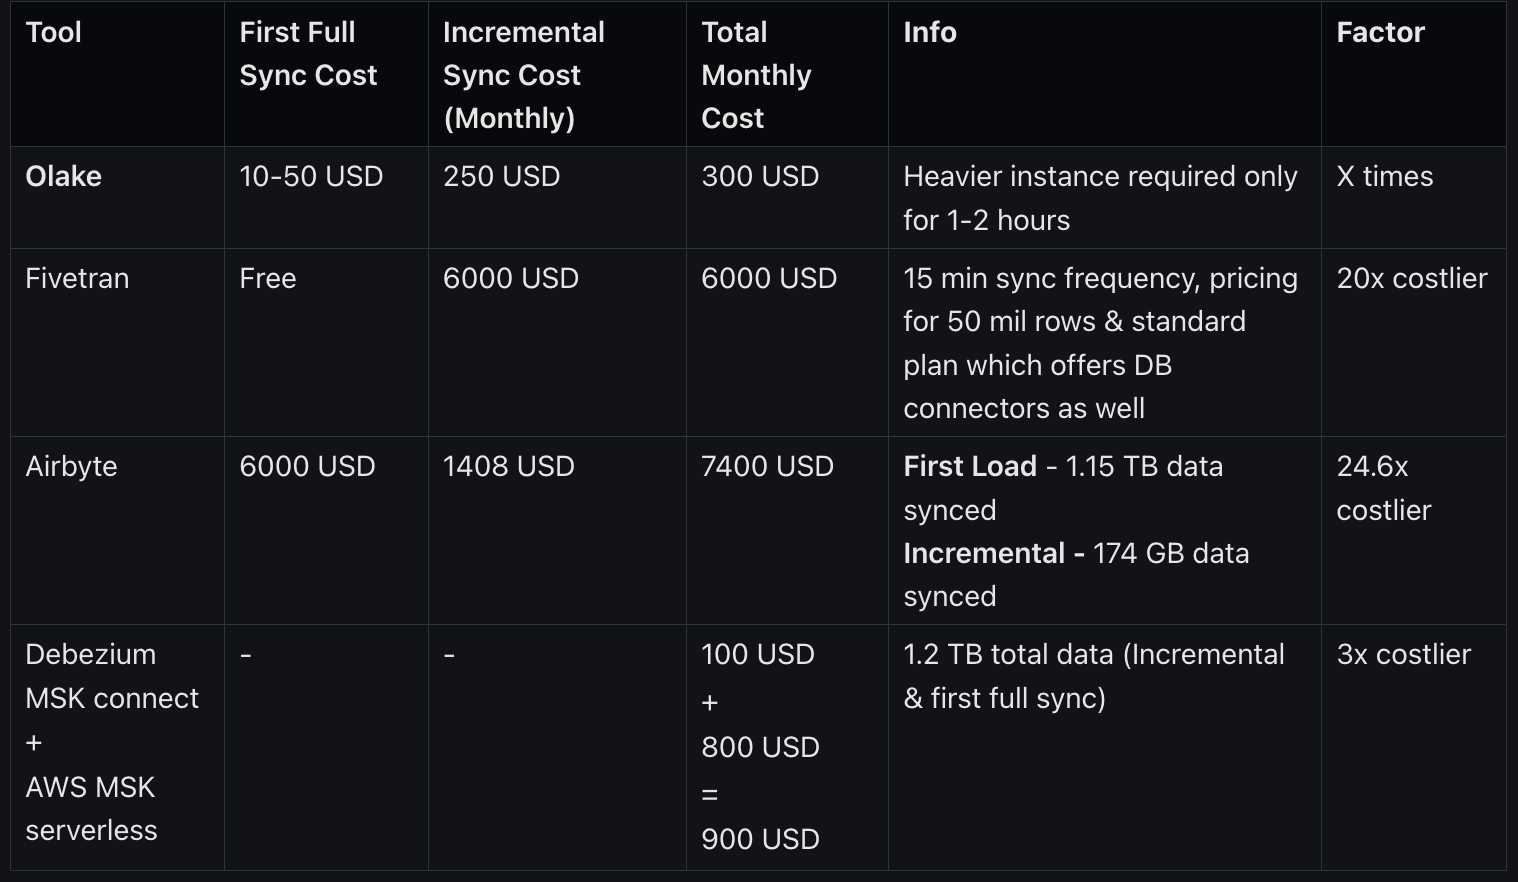 Tool
First Full
Sync Cost
Incremental
Sync Cost
(Monthly)
Total
Monthly
Cost
Info
Factor
Olake
10-50 USD
250 USD
300 USD
Heavier instance required only
for 1-2 hours
X times
Fivetran
Free
6000 USD
6000 USD
15 min sync frequency, pricing
for 50 mil rows & standard
plan which offers DB
connectors as well
20x costlier
Airbyte
6000 USD
1408 USD
7400 USD
First Load - 1.15 TB data
synced
Incremental - 174 GB data
synced
24.6x
costlier
Debezium
MSK connect
+
AWS MSK
serverless
-
-
100 USD
+
800 USD
=
900 USD
1.2 TB total data (Incremental
& first full sync)
3x costlier